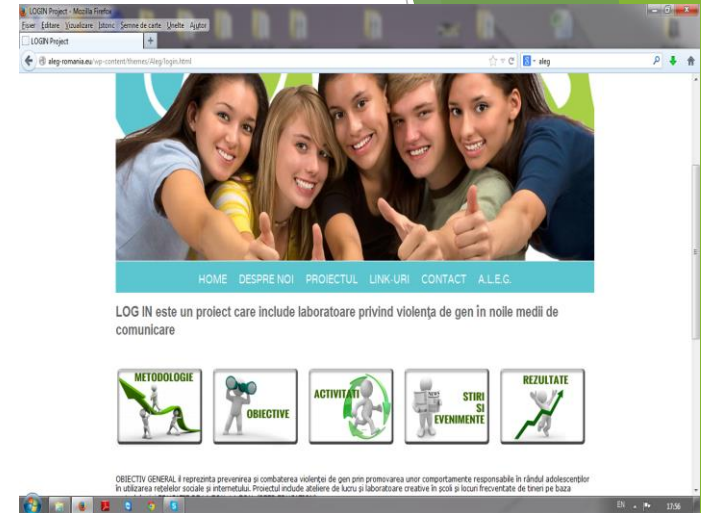 LOGIN Project - Mozilla Firefox
Fișier Editare Vizualizare Istoric Semne de carte Unelte Ajutor
LOGIN Project +
aleg-romania.eu/wp-content/themes/Aleg/login.html
aleg
HOME DESPRE NOI PROIECTUL LINK-URI CONTACT A.L.E.G.
LOG IN este un proiect care include laboratoare privind violența de gen în noile medii de
comunicare
METODOLOGIE
OBIECTIVE
ACTIVITATI
STIRI
SI
EVENIMENTE
REZULTATE
OBIECTIV GENERAL il reprezinta prevenirea si combaterea violentei de gen prin promovarea unor comportamente responsabile în rândul adolescenților
în utilizarea rețelelor sociale și internetului. Proiectul include ateliere de lucru și laboratoare creative în școli și locuri frecventate de tineri pe baza
EN
17:56